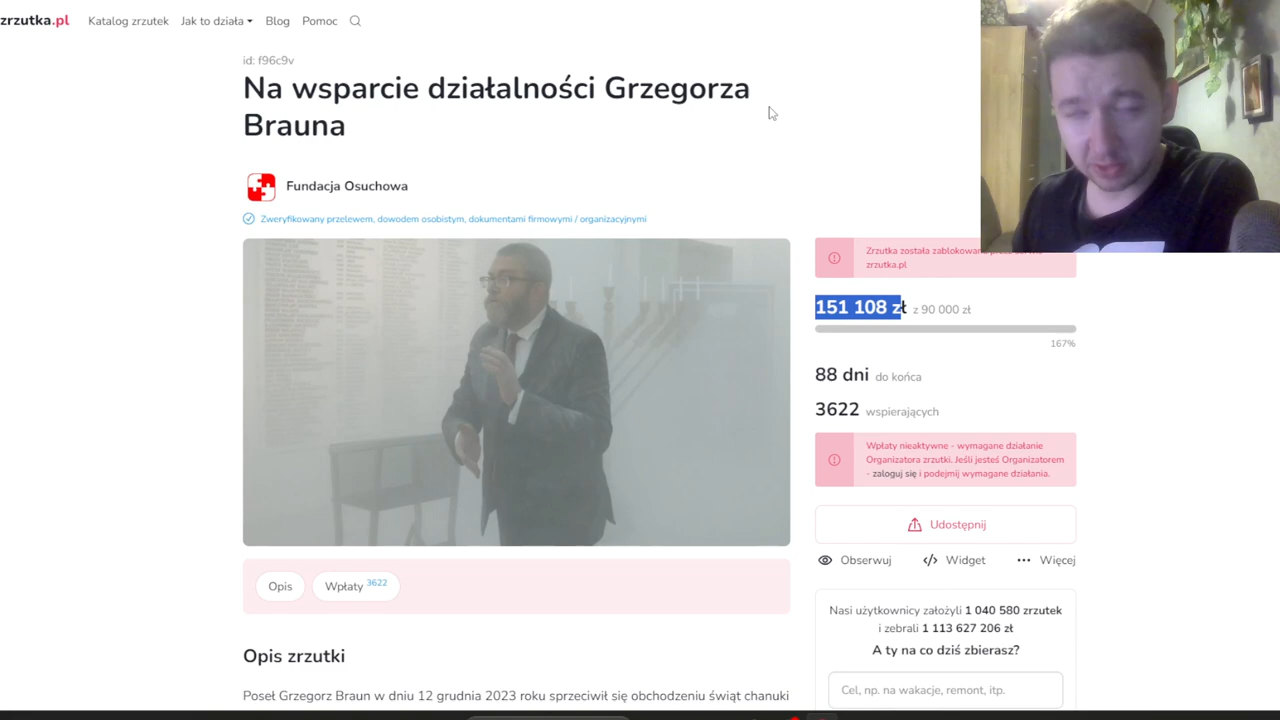 zrzutka.pl
Katalog zrzutek
Jak to działa
Blog
Pomoc
id: f96c9v
Na wsparcie działalności Grzegorza
Brauna
Fundacja Osuchowa
Zweryfikowany przelewem, dowodem osobistym, dokumentami firmowymi / organizacyjnymi
Zrzutka została zablokowana
zrzutka.pl
151 108 zł z 90 000 zł
167%
88 dni do końca
3622 wspierających
Wpłaty nieaktywne - wymagane działanie
Organizatora zrzutki. Jeśli jesteś Organizatorem
- zaloguj się i podejmij wymagane działania.
Udostępnij
Obserwuj
Widget
Więcej
Opis
Wpłaty 3622
Nasi użytkownicy założyli 1 040 580 zrzutek
i zebrali 1 113 627 206 zł
A ty na co dziś zbierasz?
Cel, np. na wakacje, remont, itp.
Opis zrzutki
Poseł Grzegorz Braun w dniu 12 grudnia 2023 roku sprzeciwił się obchodzeniu świąt chanuki